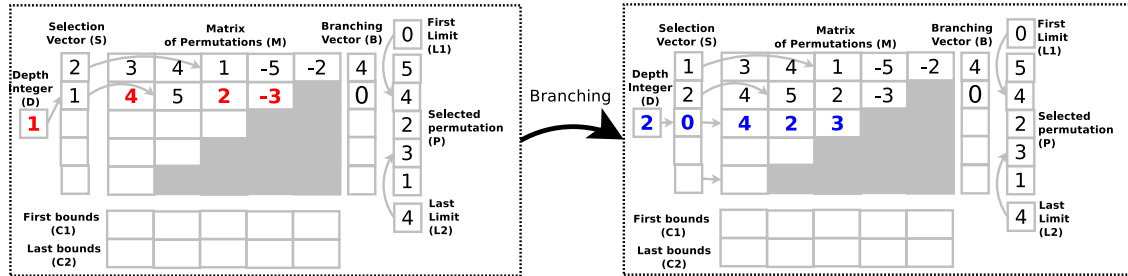 Selection
Vector (S)
Matrix
of Permutations (M)
Branching
Vector (B)
First
Limit
(L1)
0
2 3 4 1 -5 -2 4 5
Depth
Integer
(D)
1 4 5 2 -3 0 4
1
2 Selected
permutation
(P)
3
1
4 Last
Limit
(L2)
First bounds
(C1)
Last bounds
(C2)
Branching
Selection
Vector (S)
Matrix
of Permutations (M)
Branching
Vector (B)
First
Limit
(L1)
0
1 3 4 1 -5 -2 4 5
Depth
Integer
(D)
2 4 5 2 -3 0 4
2 0 4 2 3
2 Selected
permutation
(P)
3
1
4 Last
Limit
(L2)
First bounds
(C1)
Last bounds
(C2)